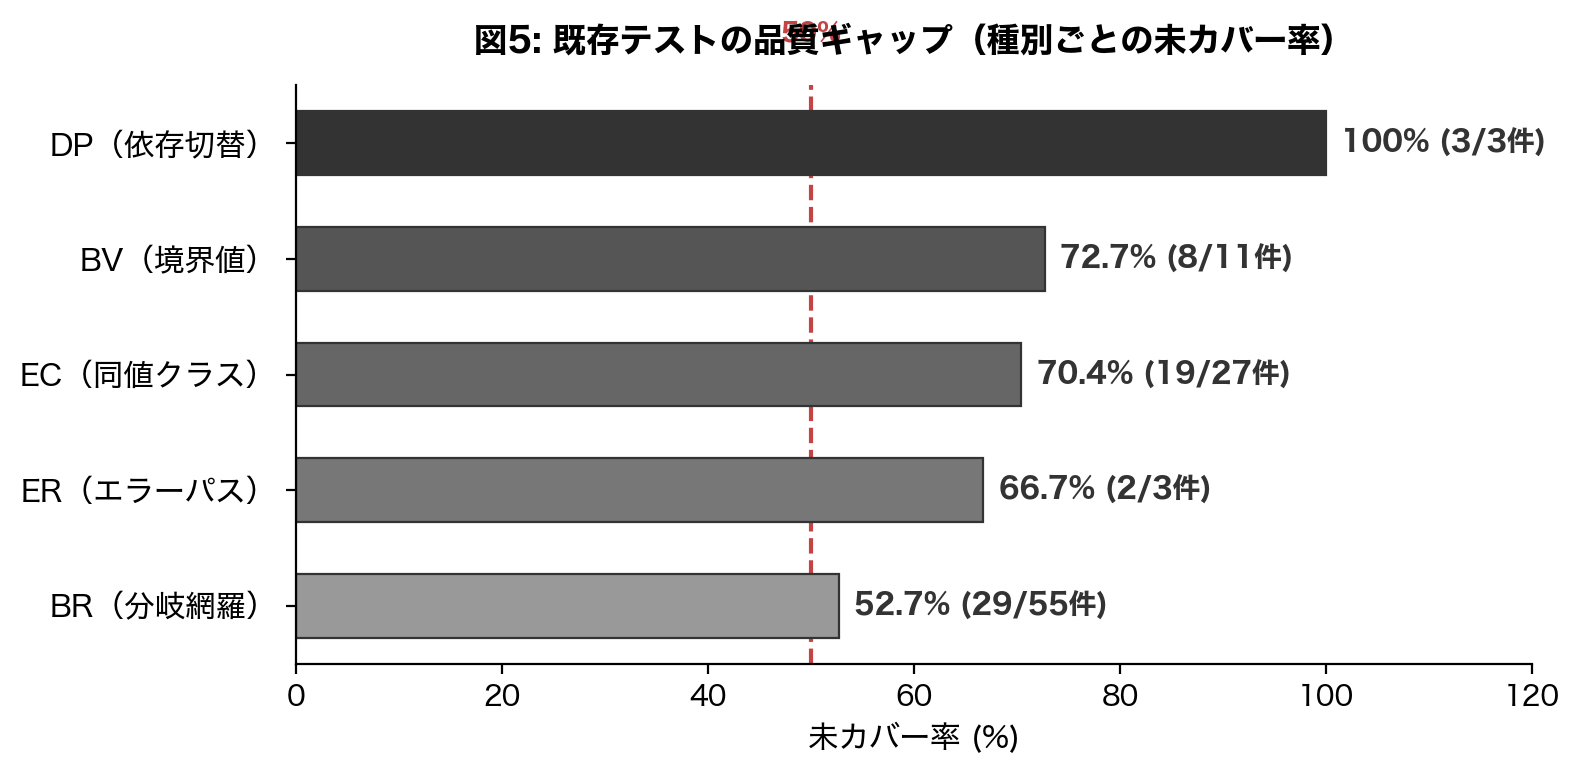 図5: 既存テストの品質ギャップ（種別ごとの未カバー率）
50%
DP（依存切替）
100% (3/3件)
BV（境界値）
72.7% (8/11件)
EC（同値クラス）
70.4% (19/27件)
ER（エラーパス）
66.7% (2/3件)
BR（分岐網羅）
52.7% (29/55件)
0 20 40 60 80 100 120
未カバー率 (%)